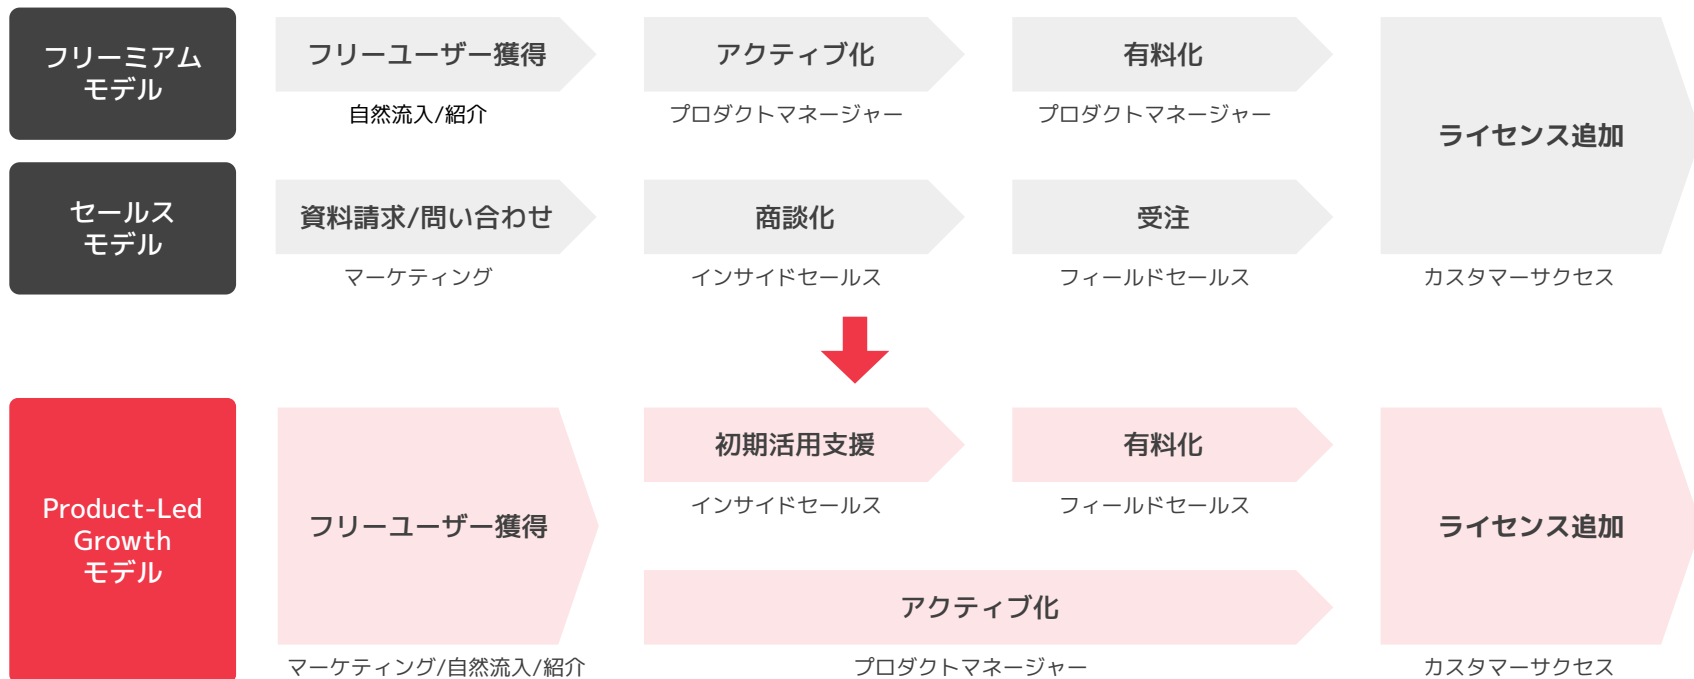 フリーミアム
モデル
フリーユーザー獲得
自然流入/紹介
アクティブ化
プロダクトマネージャー
有料化
プロダクトマネージャー
ライセンス追加
セールス
モデル
資料請求/問い合わせ
マーケティング
商談化
インサイドセールス
受注
フィールドセールス
カスタマーサクセス
Product-Led
Growth
モデル
フリーユーザー獲得
マーケティング/自然流入/紹介
初期活用支援
インサイドセールス
有料化
フィールドセールス
アクティブ化
プロダクトマネージャー
ライセンス追加
カスタマーサクセス